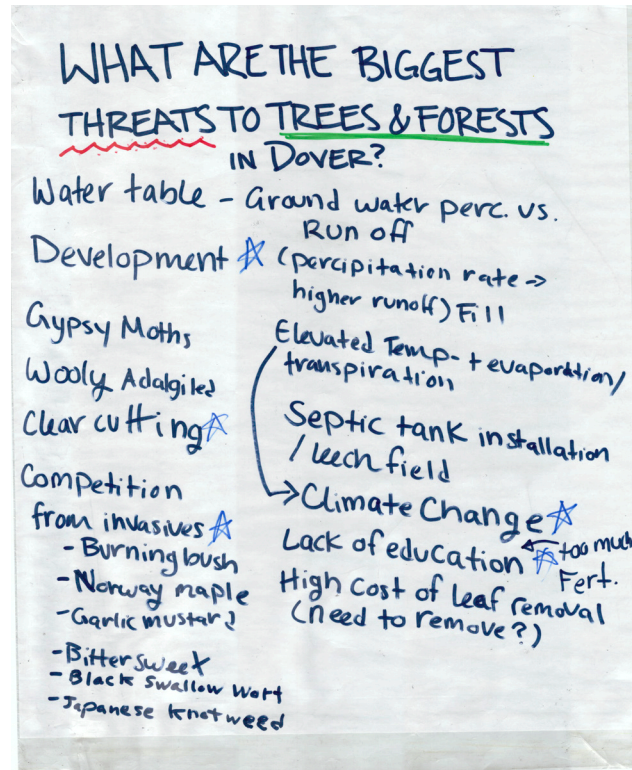 WHAT ARE THE BIGGEST
THREATS TO TREES & FORESTS
IN DOVER?
Water table - Ground water perc. vs.
Run off
Development ☆ (percipitation rate →
higher runoff) Fill
Gypsy Moths
Wooly Adalgiled
Clear cutting ☆
Competition
from invasives ☆
- Burning bush
- Norway maple
- Garlic mustard
- Bittersweet
- Black Swallow Wort
- Japanese knotweed
Elevated Temp- + evaporation/
transpiration
Septic tank installation
/ leech field
→ Climate Change ☆
Lack of education ☆ ← too much
Fert.
High Cost of leaf removal
(need to remove?)